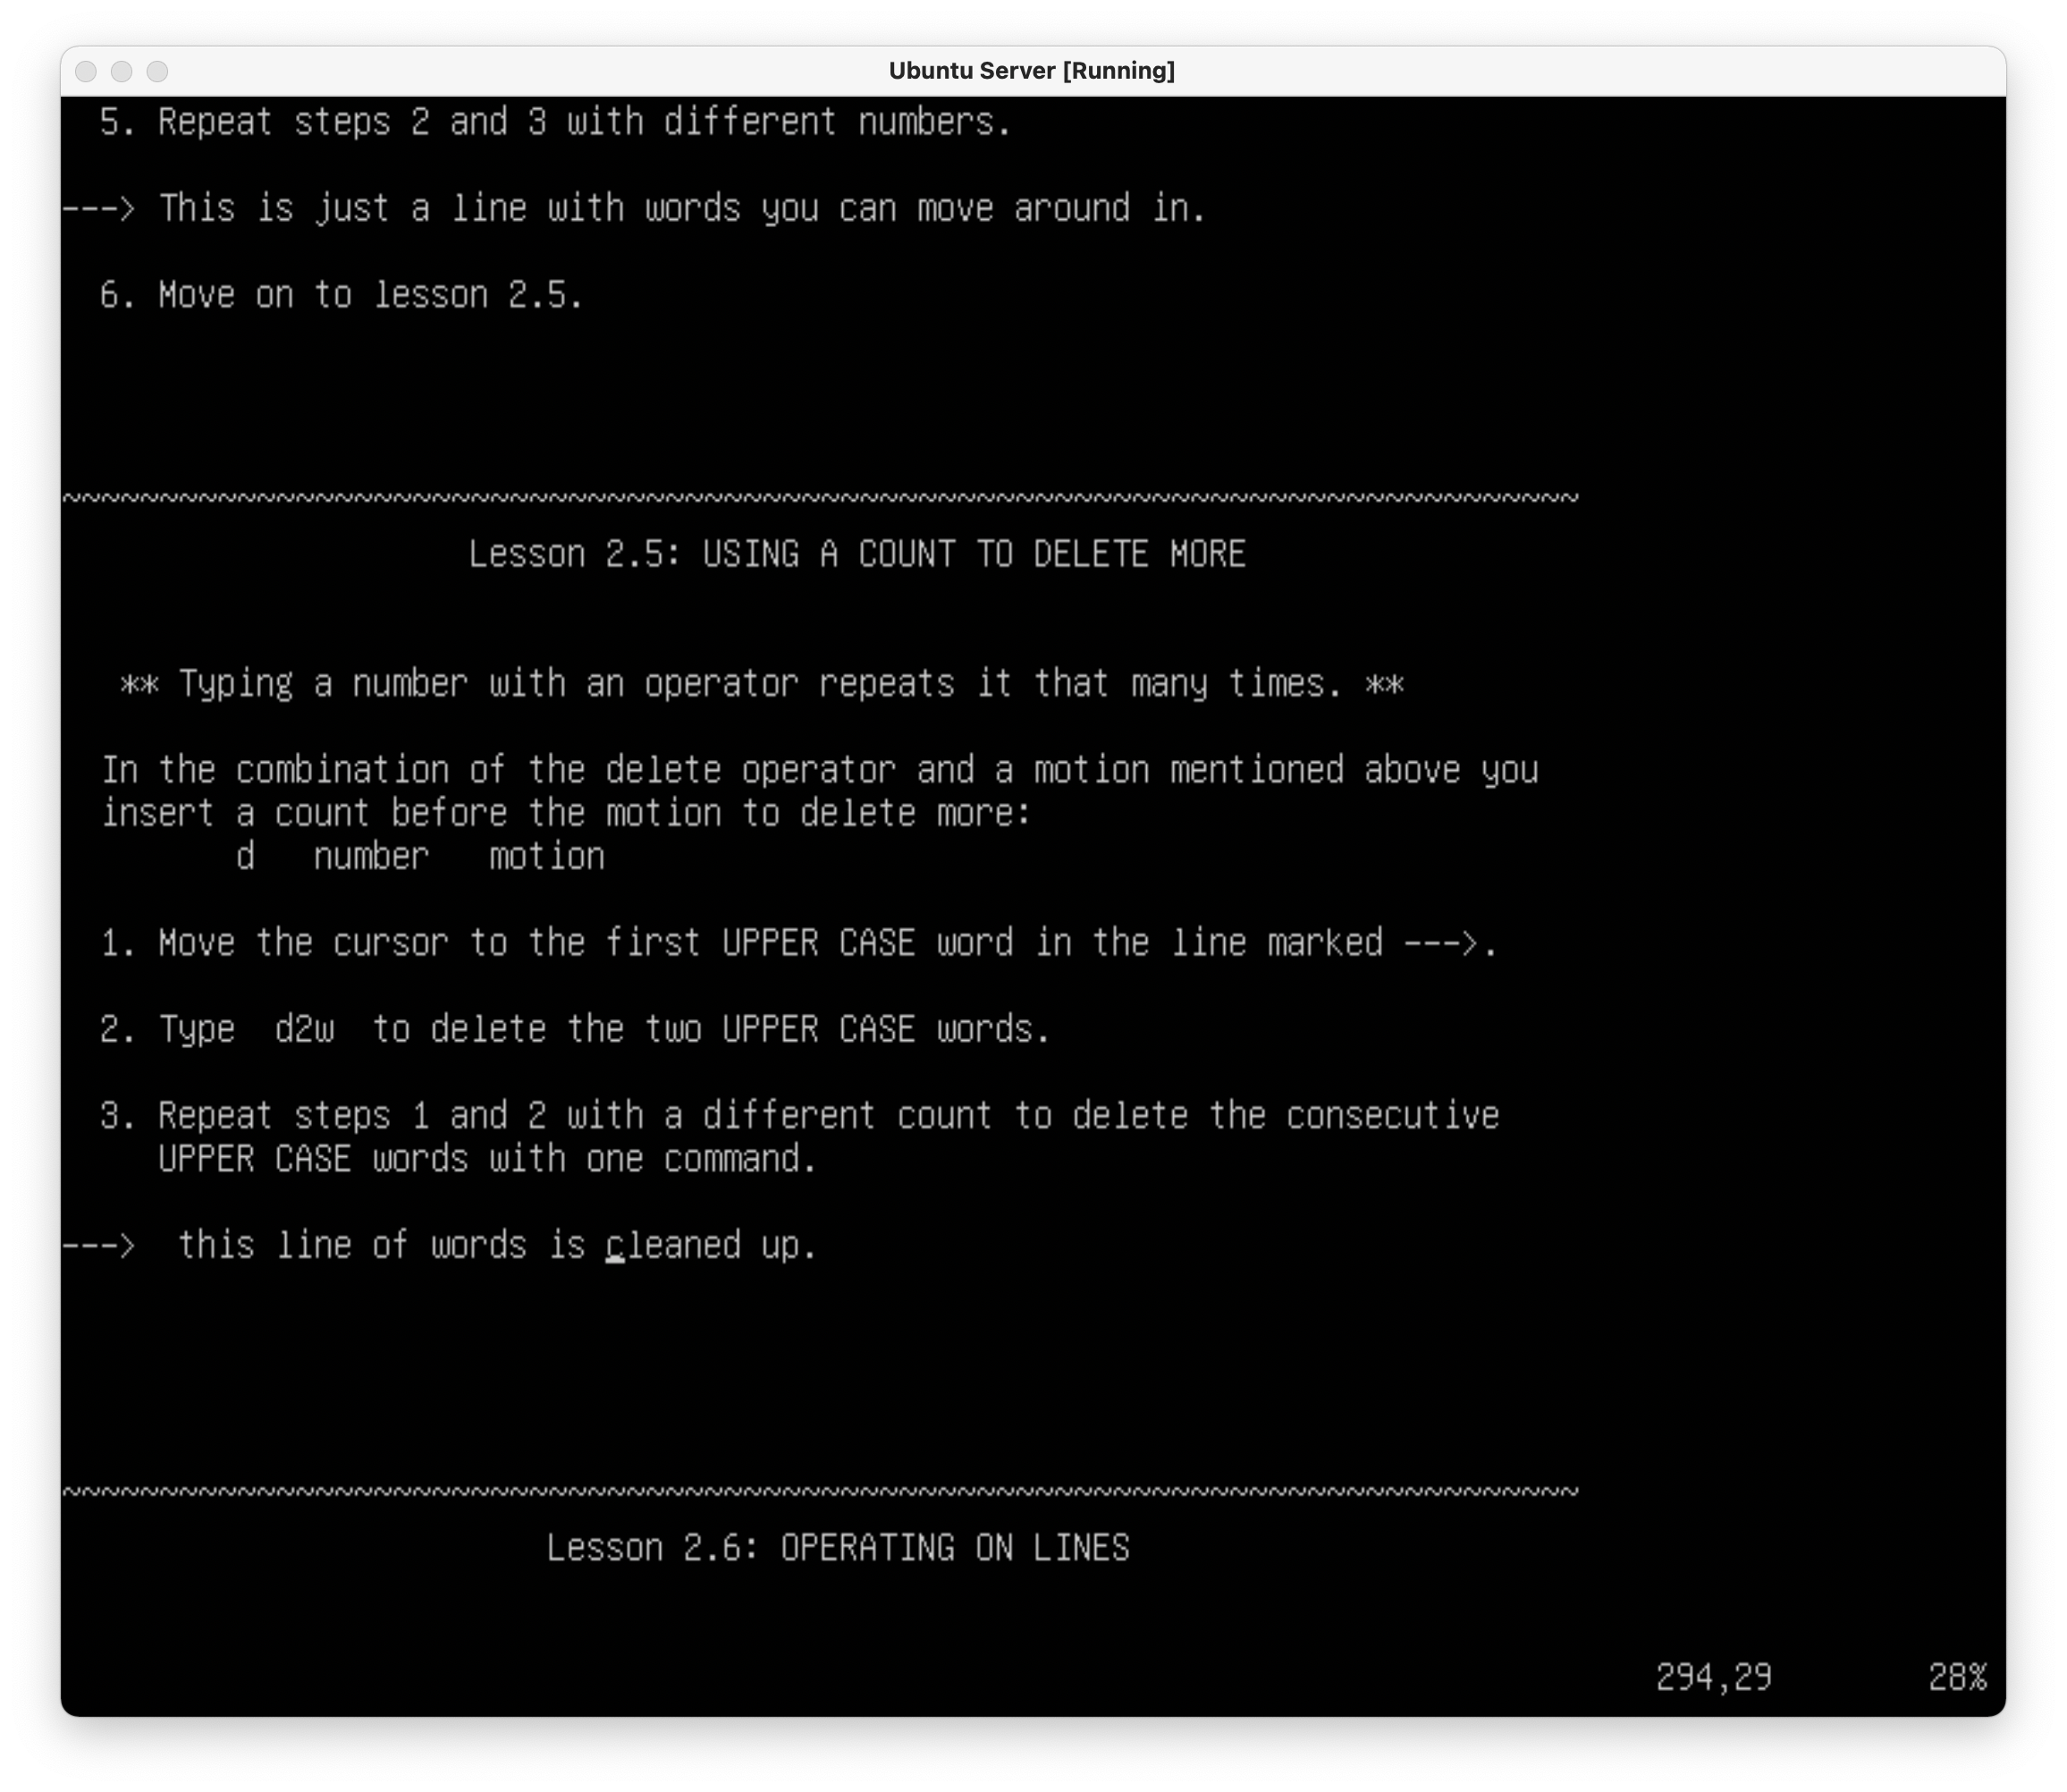 Ubuntu Server [Running]
5. Repeat steps 2 and 3 with different numbers.
---> This is just a line with words you can move around in.
6. Move on to lesson 2.5.
~~~~~~~~~~~~~~~~~~~~~~~~~~~~~~~~~~~~~~~~~~~~~~~~~~~~~~~~~~~~~~~~~~~~~~~~~~~~~~
Lesson 2.5: USING A COUNT TO DELETE MORE
** Typing a number with an operator repeats it that many times. **
In the combination of the delete operator and a motion mentioned above you
insert a count before the motion to delete more:
d   number   motion
1. Move the cursor to the first UPPER CASE word in the line marked --->.
2. Type  d2w  to delete the two UPPER CASE words.
3. Repeat steps 1 and 2 with a different count to delete the consecutive
UPPER CASE words with one command.
--->  this line of words is cleaned up.
~~~~~~~~~~~~~~~~~~~~~~~~~~~~~~~~~~~~~~~~~~~~~~~~~~~~~~~~~~~~~~~~~~~~~~~~~~~~~~
Lesson 2.6: OPERATING ON LINES
294,29 28%